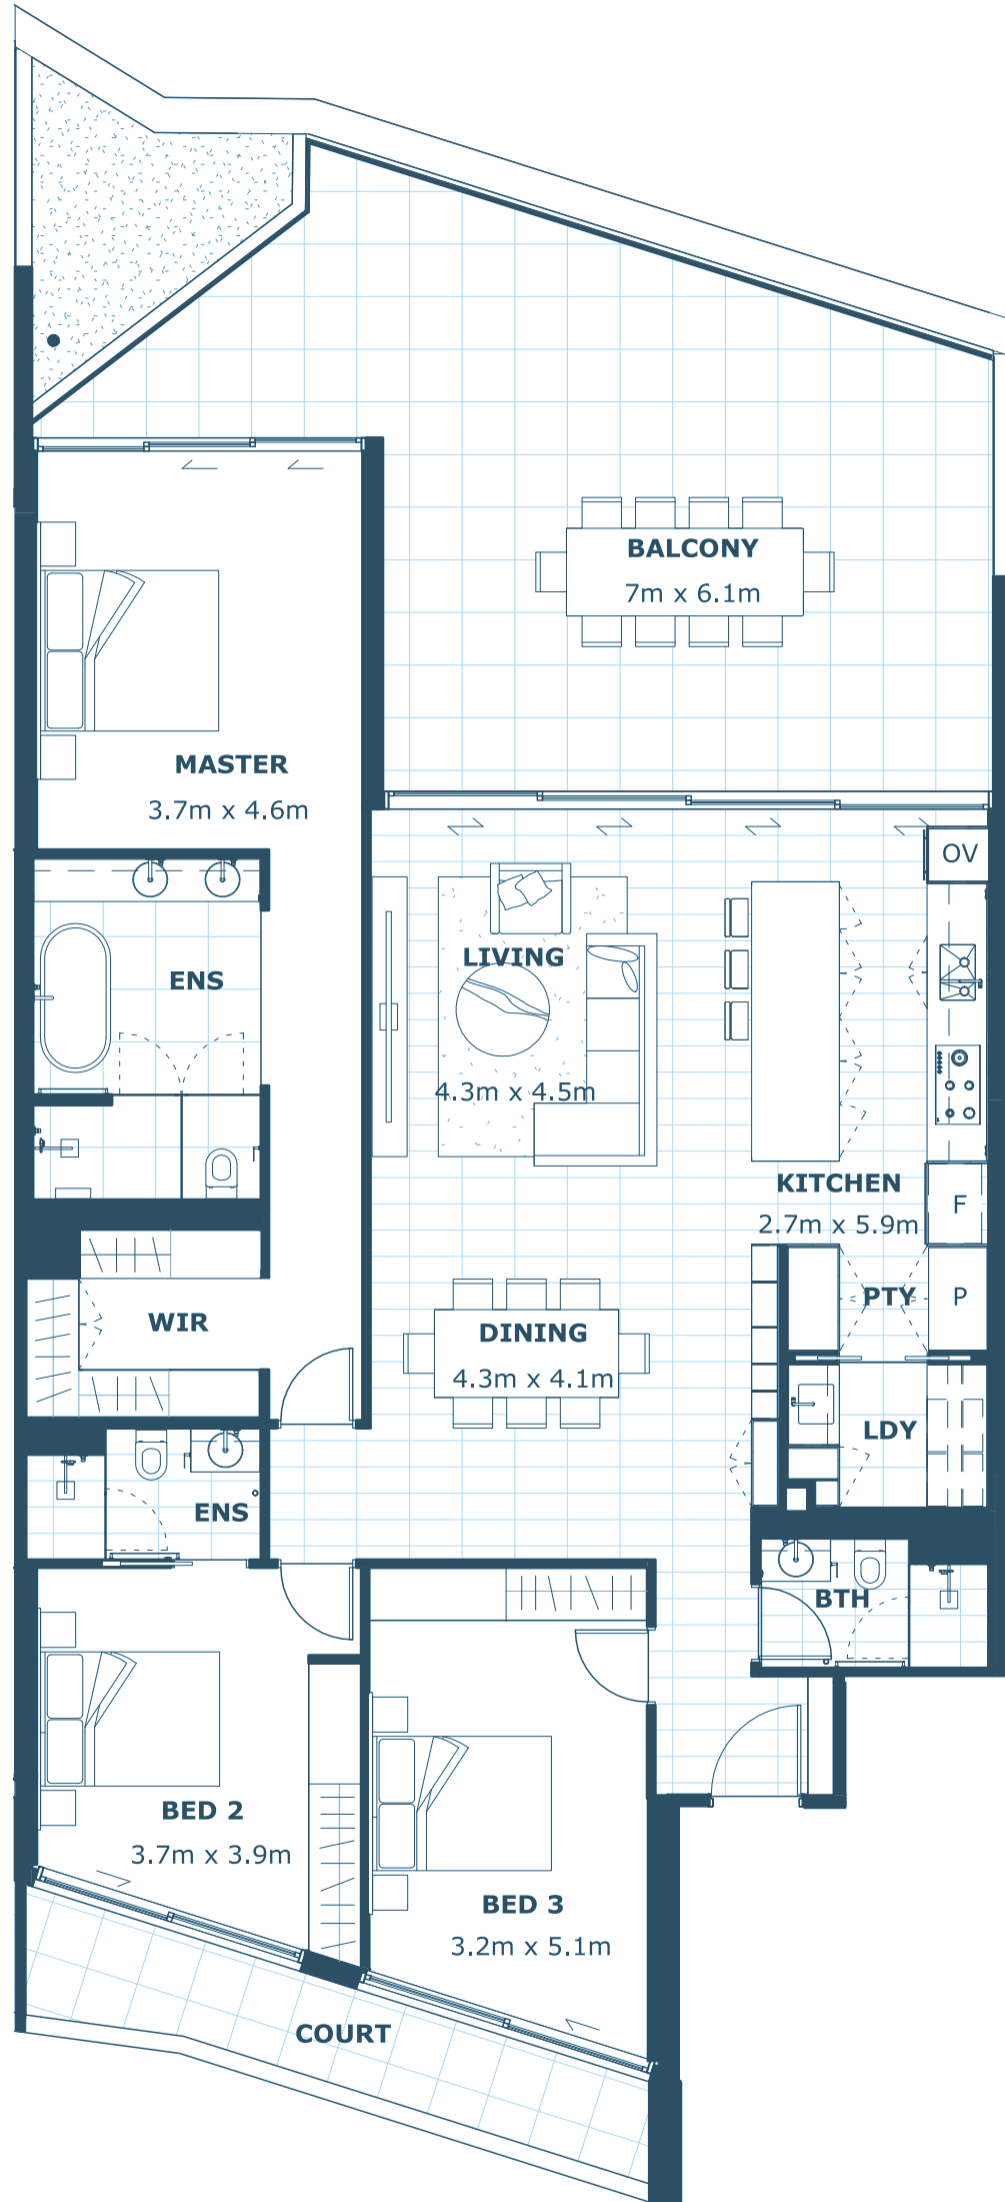 BALCONY
7m x 6.1m
MASTER
3.7m x 4.6m
OV
ENS
LIVING
4.3m x 4.5m
KITCHEN
2.7m x 5.9m
F
PTY
P
WIR
DINING
4.3m x 4.1m
LDY
ENS
BTH
BED 2
3.7m x 3.9m
BED 3
3.2m x 5.1m
COURT